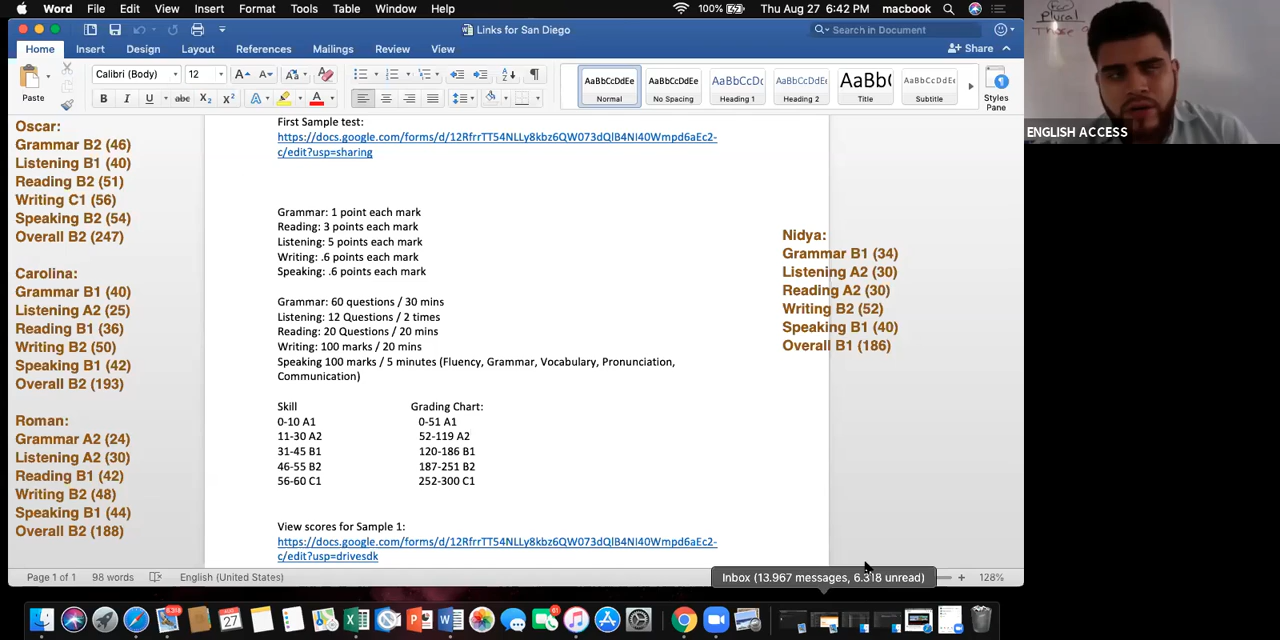 Word File Edit View Insert Format Tools Table Window Help 100% Thu Aug 27 6:42 PM macbook
Links for San Diego
Search in Document
Home Insert Design Layout References Mailings Review View
Share
Paste
Calibri (Body) 12
AaBbCcDdEe AaBbCcDdEe AaBbCcDc AaBbCcDdEe AaBb( AaBbCcDdEe
Normal No Spacing Heading 1 Heading 2 Title Subtitle
Styles Pane
plural
ENGLISH ACCESS
Oscar:
Grammar B2 (46)
Listening B1 (40)
Reading B2 (51)
Writing C1 (56)
Speaking B2 (54)
Overall B2 (247)
Carolina:
Grammar B1 (40)
Listening A2 (25)
Reading B1 (36)
Writing B2 (50)
Speaking B1 (42)
Overall B2 (193)
Roman:
Grammar A2 (24)
Listening A2 (30)
Reading B1 (42)
Writing B2 (48)
Speaking B1 (44)
Overall B2 (188)
First Sample test:
https://docs.google.com/forms/d/12RfrrTT54NLLy8kbz6QW073dQlB4NI40Wmpd6aEc2-
c/edit?usp=sharing
Grammar: 1 point each mark
Reading: 3 points each mark
Listening: 5 points each mark
Writing: .6 points each mark
Speaking: .6 points each mark
Grammar: 60 questions / 30 mins
Listening: 12 Questions / 2 times
Reading: 20 Questions / 20 mins
Writing: 100 marks / 20 mins
Speaking 100 marks / 5 minutes (Fluency, Grammar, Vocabulary, Pronunciation,
Communication)
Skill Grading Chart:
0-10 A1 0-51 A1
11-30 A2 52-119 A2
31-45 B1 120-186 B1
46-55 B2 187-251 B2
56-60 C1 252-300 C1
View scores for Sample 1:
https://docs.google.com/forms/d/12RfrrTT54NLLy8kbz6QW073dQlB4NI40Wmpd6aEc2-
c/edit?usp=drivesdk
Nidya:
Grammar B1 (34)
Listening A2 (30)
Reading A2 (30)
Writing B2 (52)
Speaking B1 (40)
Overall B1 (186)
Page 1 of 1 98 words English (United States) 128%
Inbox (13.967 messages, 6.318 unread)